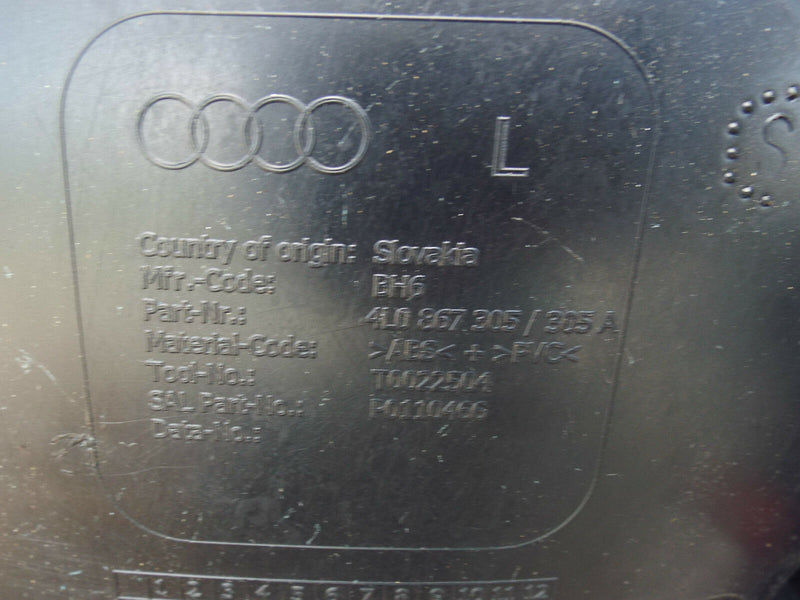 L
Country of origin: Slovakia
Mfr.-Code: BH6
Part-Nr.: 4L0 867 305 / 305 A
Material-Code: >ABS< + >PVC<
Tool-No.: T0022504
SAL Part-No.: P0110466
Data-No.:
1 2 3 4 5 6 7 8 9 10 11 12